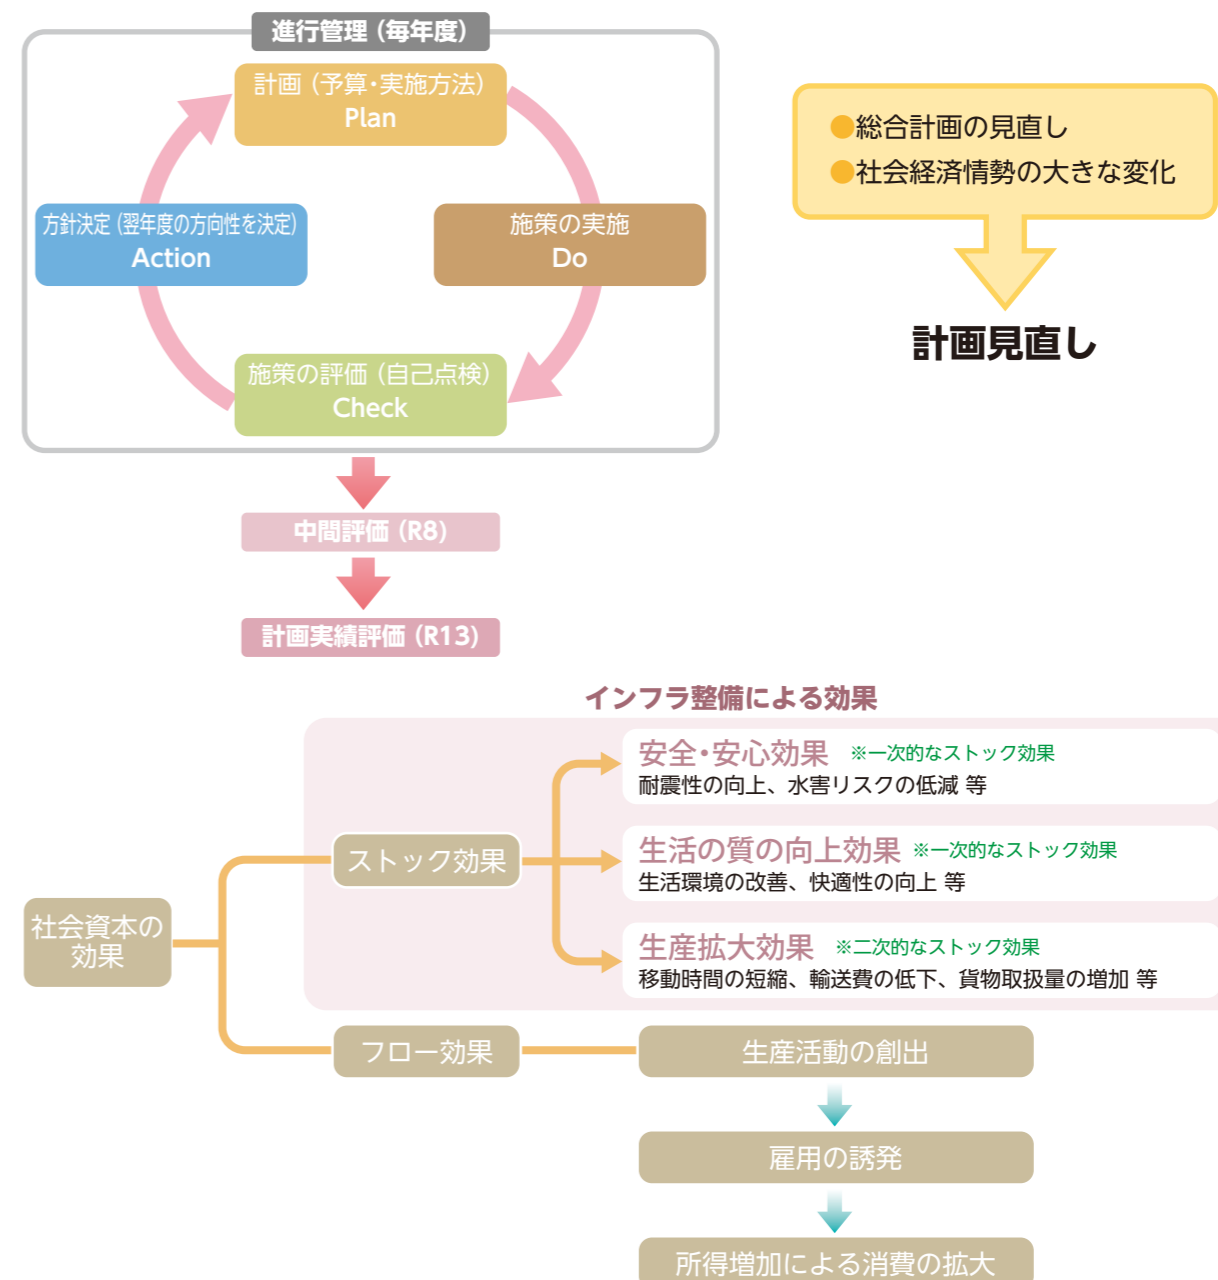 進行管理（毎年度）
計画（予算・実施方法）
Plan
方針決定（翌年度の方向性を決定）
Action
施策の実施
Do
施策の評価（自己点検）
Check
中間評価（R8）
計画実績評価（R13）
●総合計画の見直し
●社会経済情勢の大きな変化
計画見直し
インフラ整備による効果
社会資本の
効果
ストック効果
安全・安心効果 ※一次的なストック効果
耐震性の向上、水害リスクの低減 等
生活の質の向上効果 ※一次的なストック効果
生活環境の改善、快適性の向上 等
生産拡大効果 ※二次的なストック効果
移動時間の短縮、輸送費の低下、貨物取扱量の増加 等
フロー効果
生産活動の創出
雇用の誘発
所得増加による消費の拡大